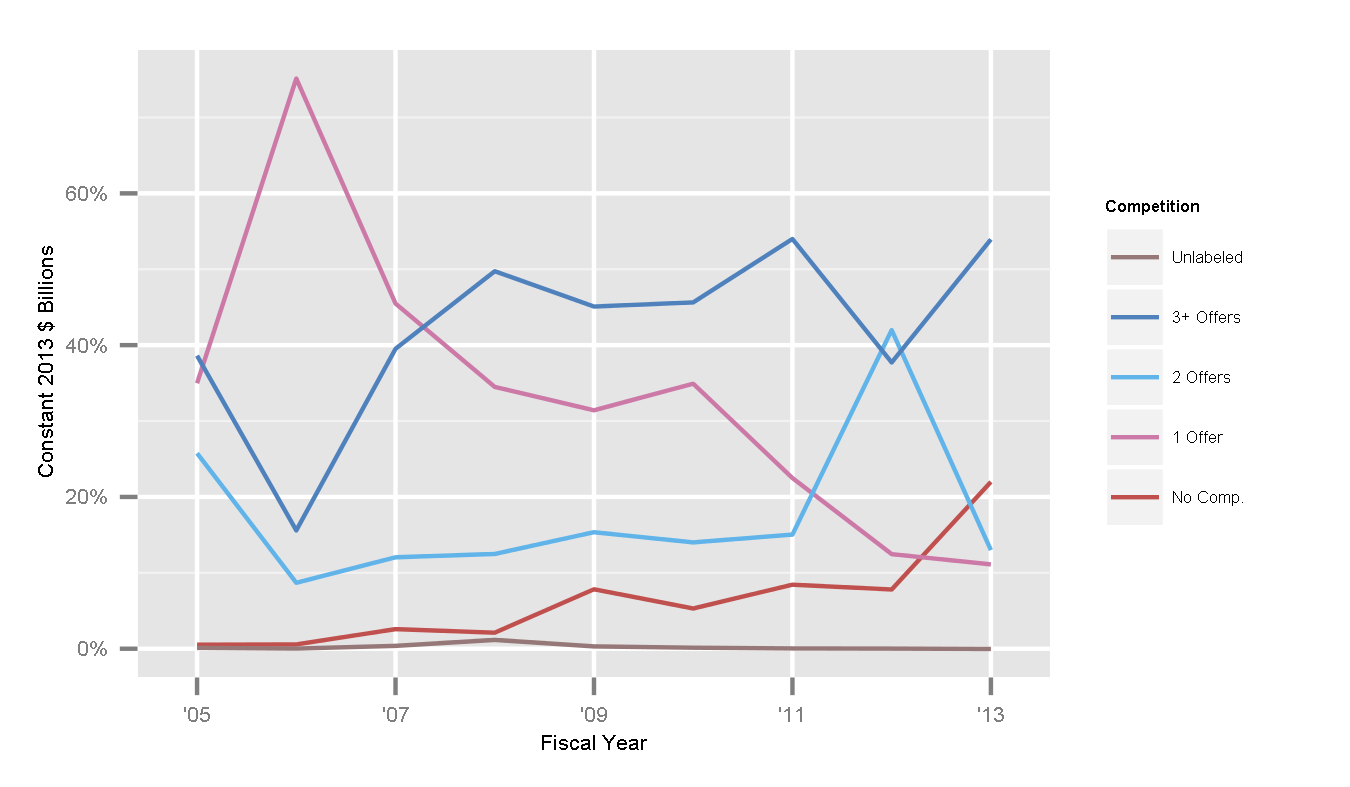 60%
40%
20%
0%
Constant 2013 $ Billions
'05
'07
'09
'11
'13
Fiscal Year
Competition
Unlabeled
3+ Offers
2 Offers
1 Offer
No Comp.